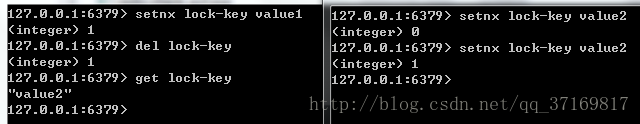 127.0.0.1:6379> setnx lock-key value1
(integer) 1
127.0.0.1:6379> del lock-key
(integer) 1
127.0.0.1:6379> get lock-key
"value2"
127.0.0.1:6379>
127.0.0.1:6379> setnx lock-key value2
(integer) 0
127.0.0.1:6379> setnx lock-key value2
(integer) 1
127.0.0.1:6379>
http://blog.csdn.net/qq_37169817